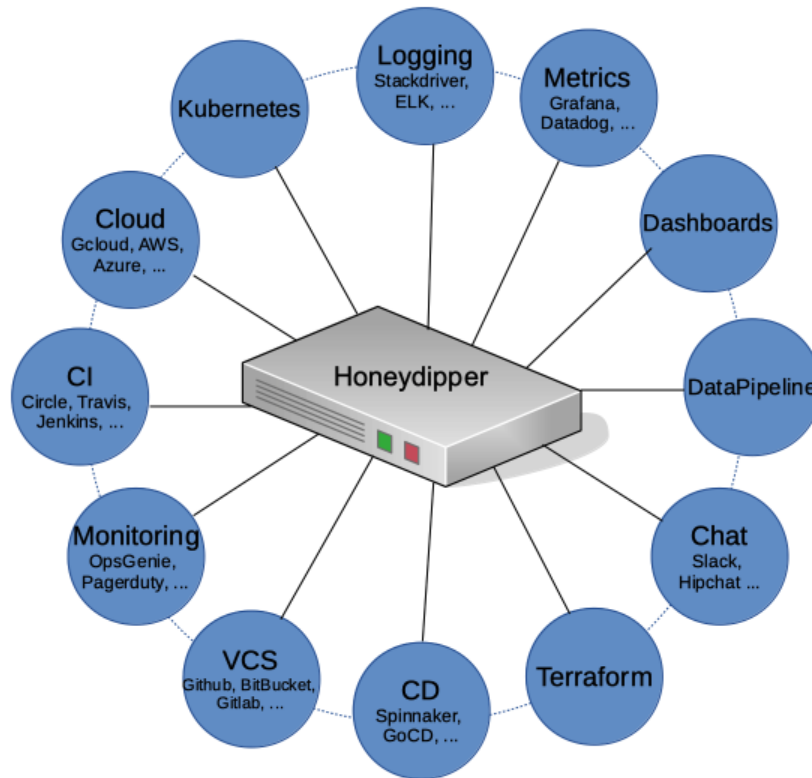 Logging
Stackdriver,
ELK, ...
Metrics
Grafana,
Datadog, ...
Kubernetes
Dashboards
Cloud
Gcloud, AWS,
Azure, ...
Honeydipper
DataPipeline
CI
Circle, Travis,
Jenkins, ...
Monitoring
OpsGenie,
Pagerduty, ...
Chat
Slack,
Hipchat ...
VCS
Github, BitBucket,
Gitlab, ...
CD
Spinnaker,
GoCD, ...
Terraform